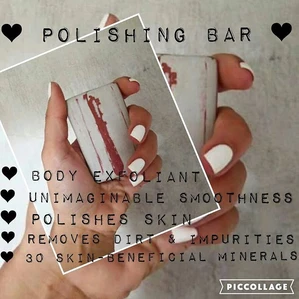 ♥ POLISHING BAR ♥
♥ BODY EXFOLIANT
♥ UNIMAGINABLE SMOOTHNESS
♥ POLISHES SKIN
♥ REMOVES DIRT & IMPURITIES
♥ 30 SKIN-BENEFICIAL MINERALS
PICCOLLAGE